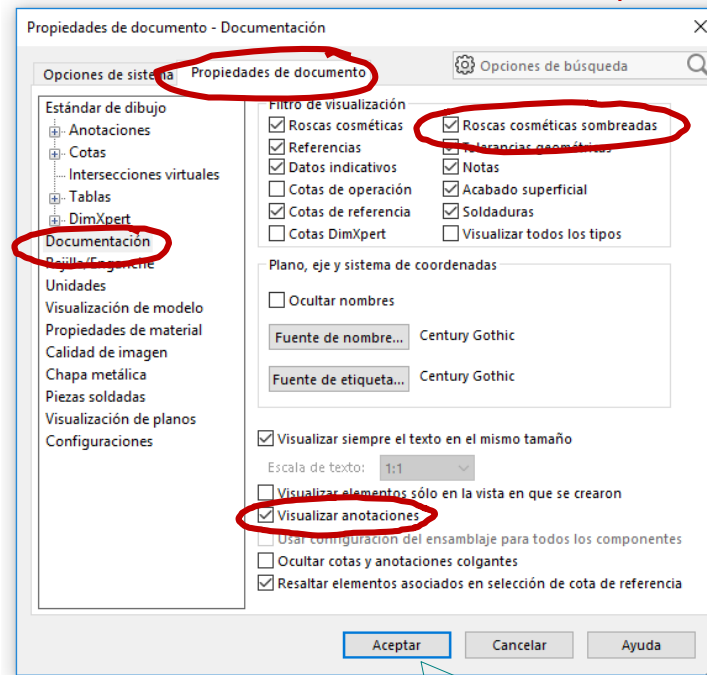 Propiedades de documento - Documentación
Opciones de sistema
Propiedades de documento
Opciones de búsqueda
Estándar de dibujo
Anotaciones
Cotas
Intersecciones virtuales
Tablas
DimXpert
Documentación
Rejilla/Enganche
Unidades
Visualización de modelo
Propiedades de material
Calidad de imagen
Chapa metálica
Piezas soldadas
Visualización de planos
Configuraciones
Filtro de visualización
Roscas cosméticas
Roscas cosméticas sombreadas
Referencias
Tolerancias geométricas
Datos indicativos
Notas
Cotas de operación
Acabado superficial
Cotas de referencia
Soldaduras
Cotas DimXpert
Visualizar todos los tipos
Plano, eje y sistema de coordenadas
Ocultar nombres
Fuente de nombre...
Century Gothic
Fuente de etiqueta...
Century Gothic
Visualizar siempre el texto en el mismo tamaño
Escala de texto:
1:1
Visualizar elementos sólo en la vista en que se crearon
Visualizar anotaciones
Usar configuración del ensamblaje para todos los componentes
Ocultar cotas y anotaciones colgantes
Resaltar elementos asociados en selección de cota de referencia
Aceptar
Cancelar
Ayuda